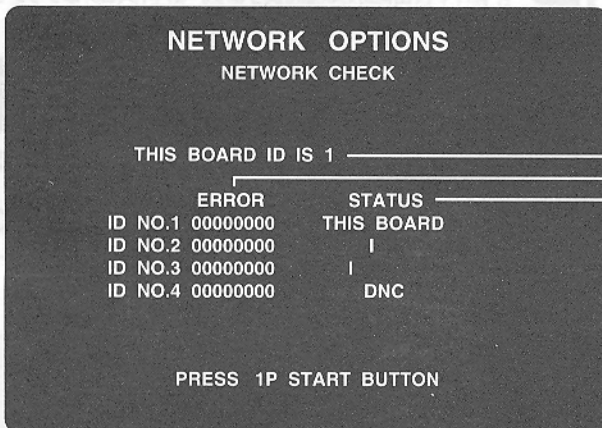 NETWORK OPTIONS
NETWORK CHECK
THIS BOARD ID IS 1
ERROR STATUS
ID NO.1 00000000 THIS BOARD
ID NO.2 00000000 I
ID NO.3 00000000 I
ID NO.4 00000000 DNC
PRESS 1P START BUTTON